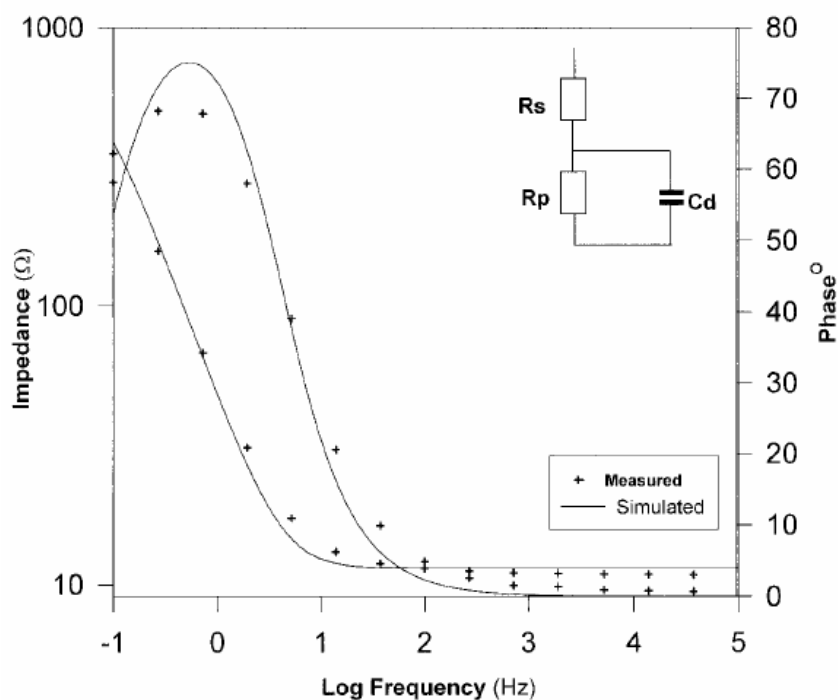 1000
100
10
Impedance (Ω)
80
70
60
50
40
30
20
10
0
Phase°
Rs
Rp
Cd
+ Measured
Simulated
-1 0 1 2 3 4 5
Log Frequency (Hz)